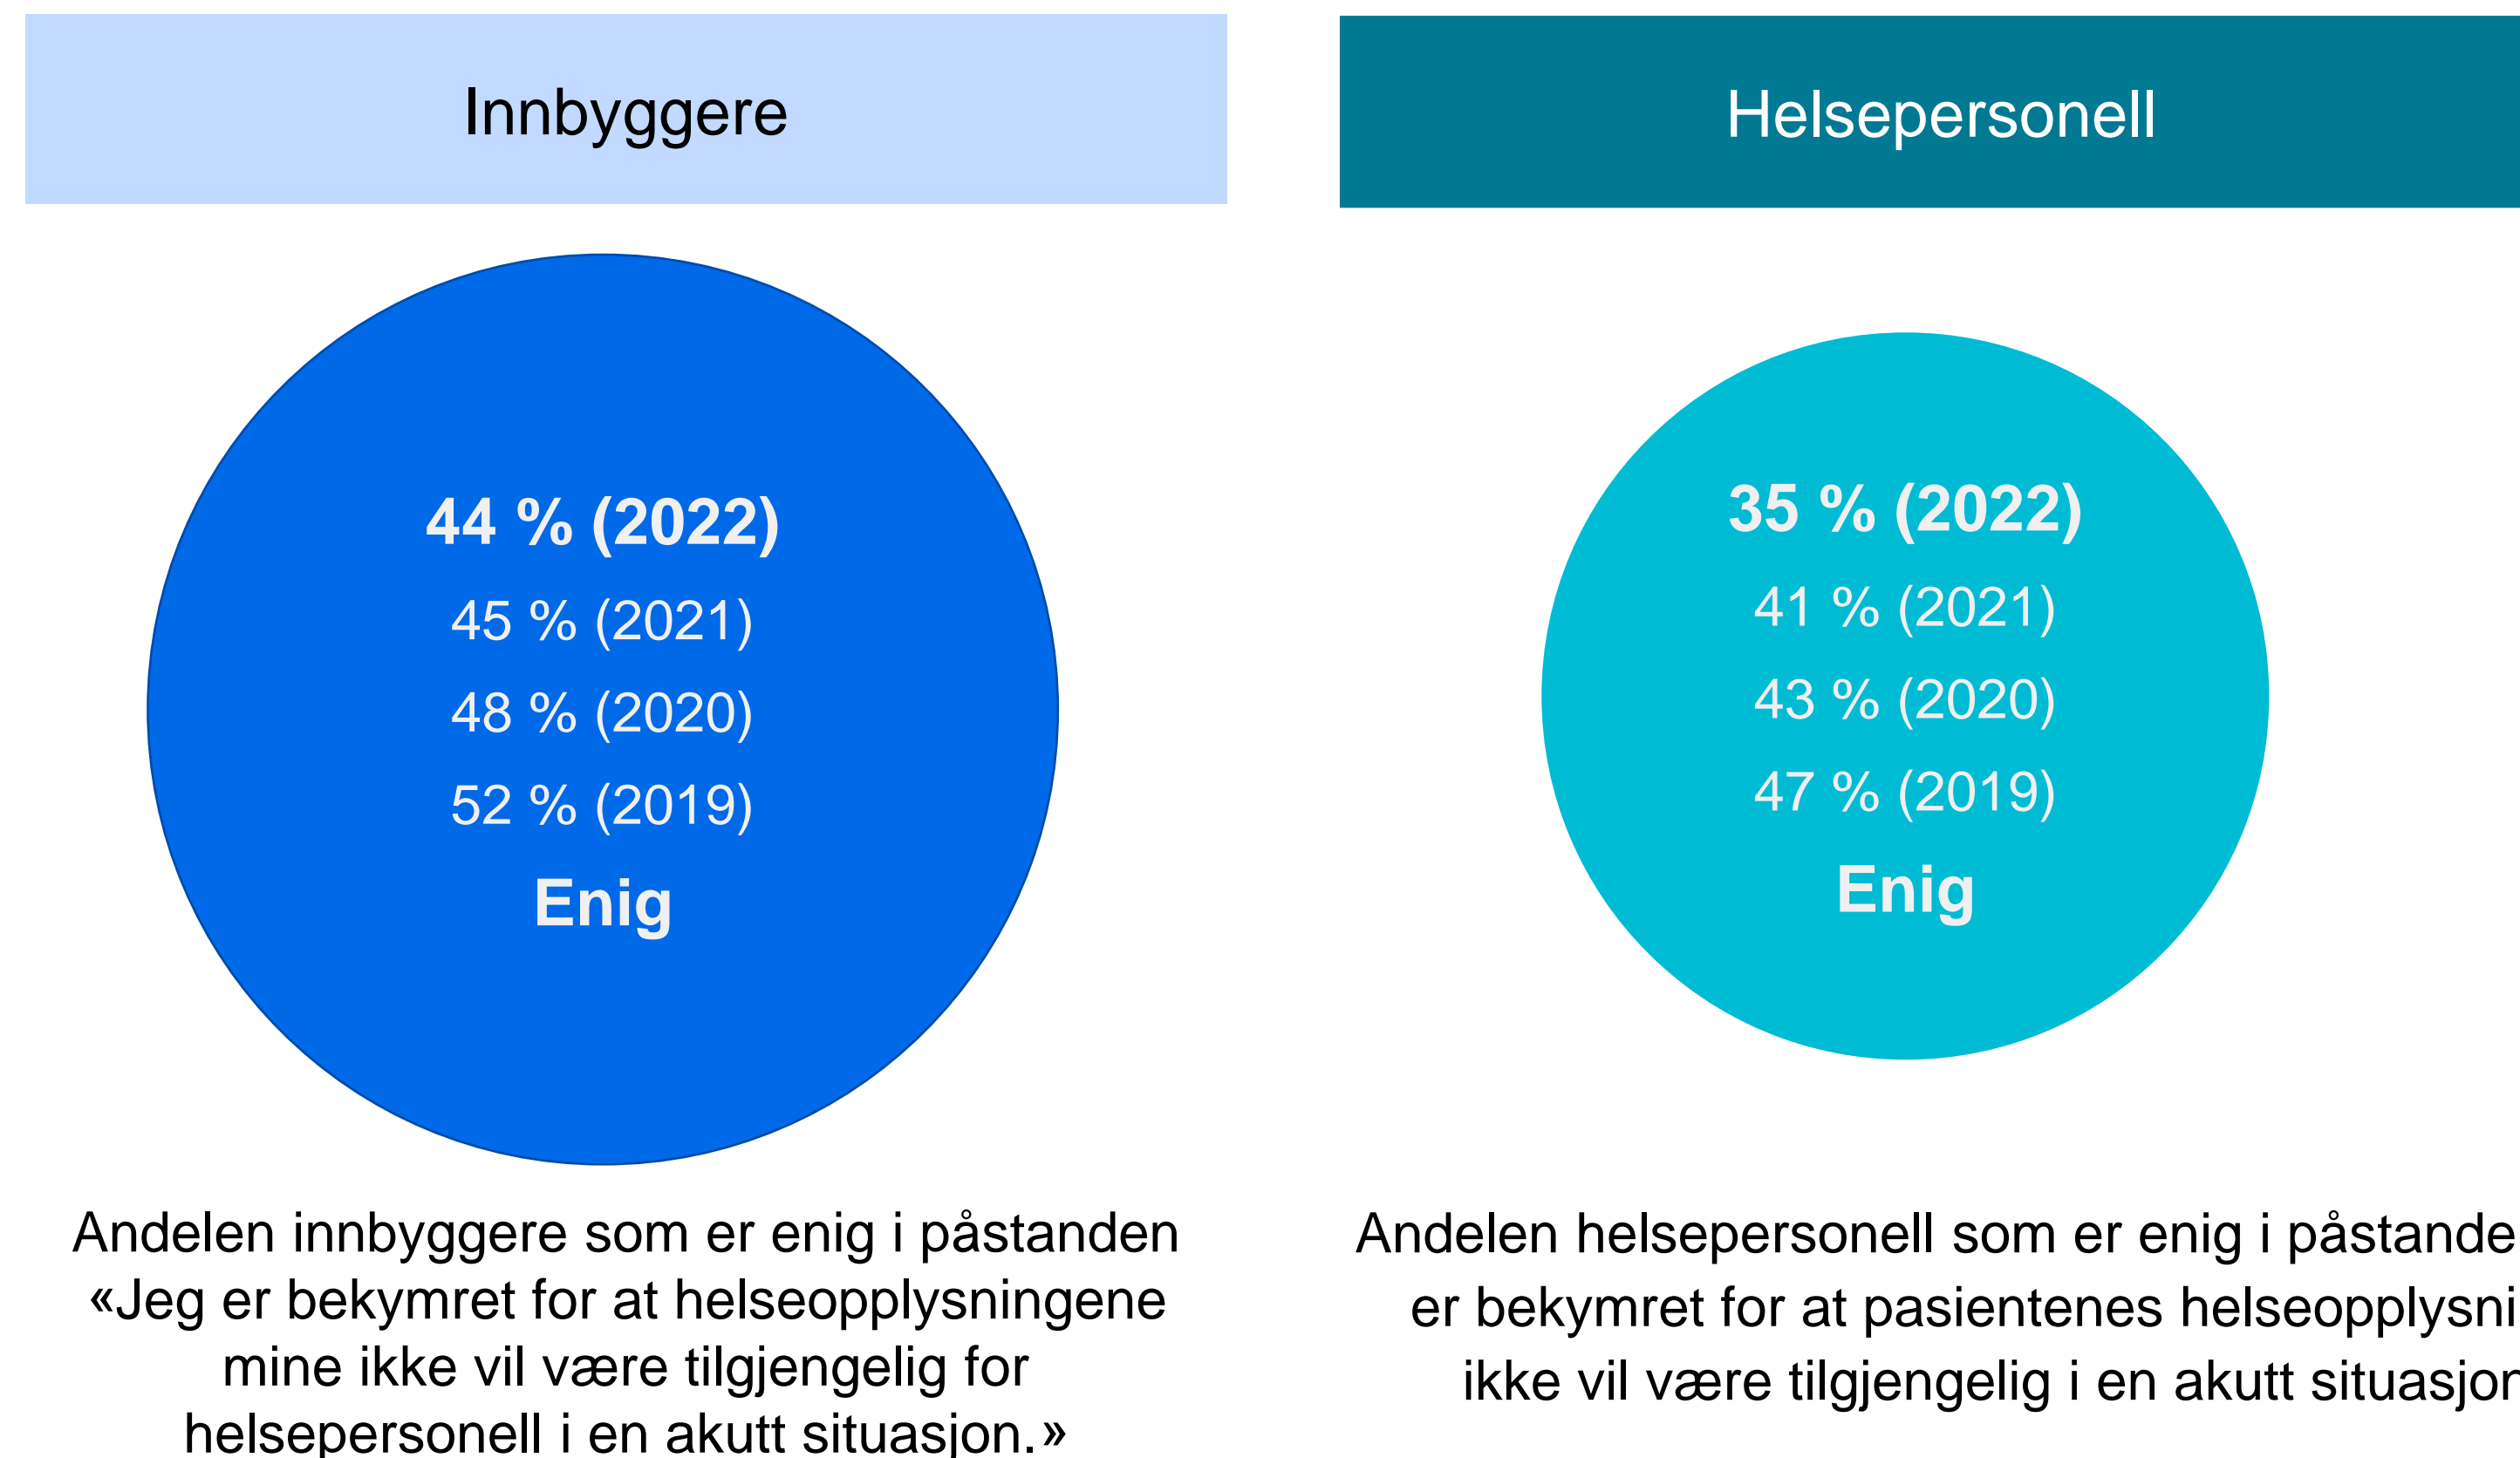 Innbyggere
44 % (2022)
45 % (2021)
48 % (2020)
52 % (2019)
Enig
Andelen innbyggere som er enig i påstanden
«Jeg er bekymret for at helseopplysningene
mine ikke vil være tilgjengelig for
helsepersonell i en akutt situasjon.»
Helsepersonell
35 % (2022)
41 % (2021)
43 % (2020)
47 % (2019)
Enig
Andelen helsepersonell som er enig i påstande
er bekymret for at pasientenes helseopplysni
ikke vil være tilgjengelig i en akutt situasjon